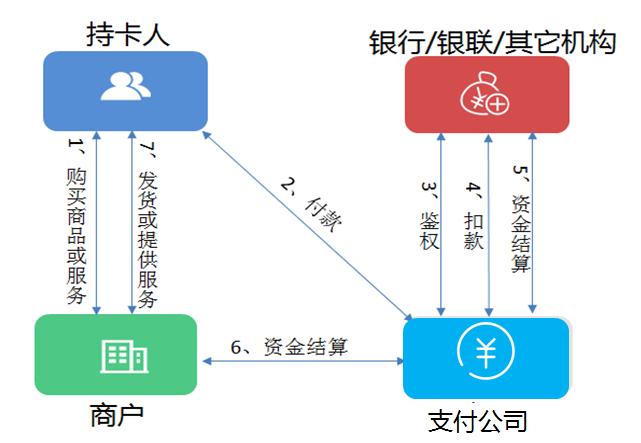 持卡人
银行/银联/其它机构
1、购买商品或服务
7、发货或提供服务
2、付款
3、鉴权
4、扣款
5、资金结算
6、资金结算
商户
支付公司